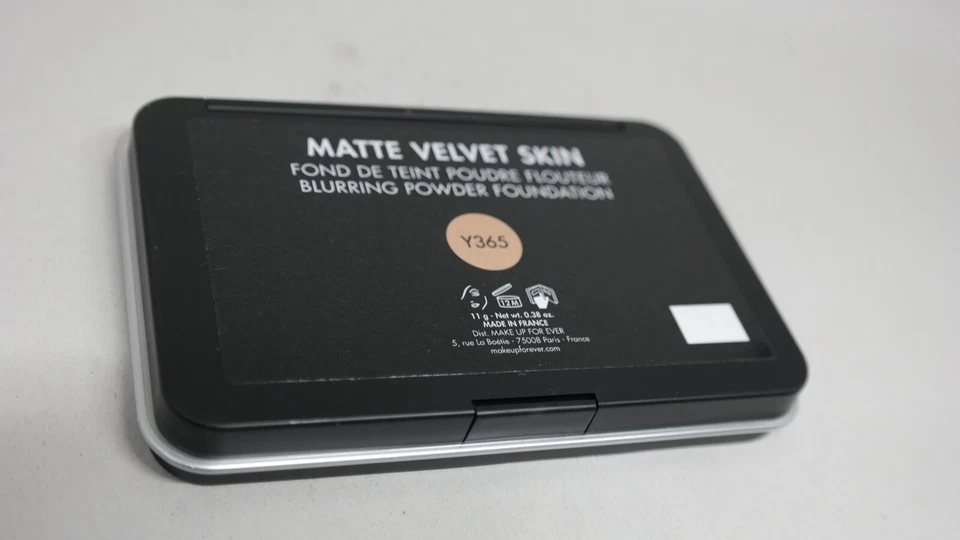 MATTE VELVET SKIN
FOND DE TEINT POUDRE FLOUTEUR
BLURRING POWDER FOUNDATION
Y365
12M
11 g - Net wt. 0.38 oz.
MADE IN FRANCE
Dist. MAKE UP FOR EVER
5, rue La Boétie - 75008 Paris - France
makeupforever.com